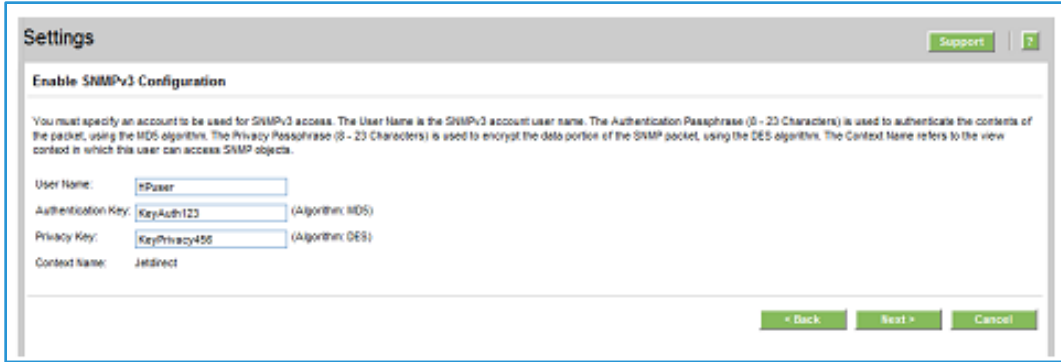 Settings
Support
?
Enable SNMPv3 Configuration
You must specify an account to be used for SNMPv3 access. The User Name is the SNMPv3 account user name. The Authentication Passphrase (8 - 23 Characters) is used to authenticate the contents of
the packet, using the MD5 algorithm. The Privacy Passphrase (8 - 23 Characters) is used to encrypt the data portion of the SNMP packet, using the DES algorithm. The Context Name refers to the view
context in which this user can access SNMP objects.
User Name: HPuser
Authentication Key: KeyAuth123 (Algorithm: MD5)
Privacy Key: KeyPrivacy456 (Algorithm: DES)
Context Name: Jetdirect
< Back Next > Cancel